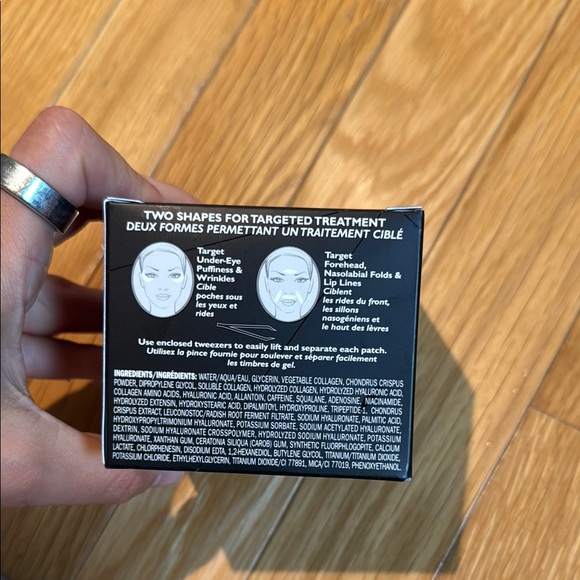 TWO SHAPES FOR TARGETED TREATMENT
DEUX FORMES PERMETTANT UN TRAITEMENT CIBLÉ
Target
Under-Eye
Puffiness &
Wrinkles
Cible
poches sous
les yeux et
rides
Target
Forehead,
Nasolabial Folds &
Lip Lines
Ciblent
les rides du front,
les sillons
nasogéniens et
le haut des lèvres
Use enclosed tweezers to easily lift and separate each patch.
Utilisez la pince fournie pour soulever et séparer facilement
les timbres de gel.
INGREDIENTS/INGRÉDIENTS: WATER/AQUA/EAU, GLYCERIN, VEGETABLE COLLAGEN, CHONDRUS CRISPUS
POWDER, DIPROPYLENE GLYCOL, SOLUBLE COLLAGEN, HYDROLYZED COLLAGEN, HYDROLYZED HYALURONIC ACID,
COLLAGEN AMINO ACIDS, HYALURONIC ACID, ALLANTOIN, CAFFEINE, SQUALANE, ADENOSINE, NIACINAMIDE,
HYDROLYZED EXTENSIN, HYDROXYSTEARIC ACID, DIPALMITOYL HYDROXYPROLINE, TRIPEPTIDE-1, CHONDRUS
CRISPUS EXTRACT, LEUCONOSTOC/RADISH ROOT FERMENT FILTRATE, SODIUM HYALURONATE, PALMITIC ACID,
HYDROXYPROPYLTRIMONIUM HYALURONATE, POTASSIUM SORBATE, SODIUM ACETYLATED HYALURONATE,
DEXTRIN, SODIUM HYALURONATE CROSSPOLYMER, HYDROLYZED SODIUM HYALURONATE, POTASSIUM
HYALURONATE, XANTHAN GUM, CERATONIA SILIQUA (CAROB) GUM, SYNTHETIC FLUORPHLOGOPITE, CALCIUM
LACTATE, CHLORPHENESIN, DISODIUM EDTA, 1,2-HEXANEDIOL, BUTYLENE GLYCOL, TITANIUM/TITANIUM DIOXIDE,
POTASSIUM CHLORIDE, ETHYLHEXYLGLYCERIN, TITANIUM DIOXIDE/CI 77891, MICA/CI 77019, PHENOXYETHANOL